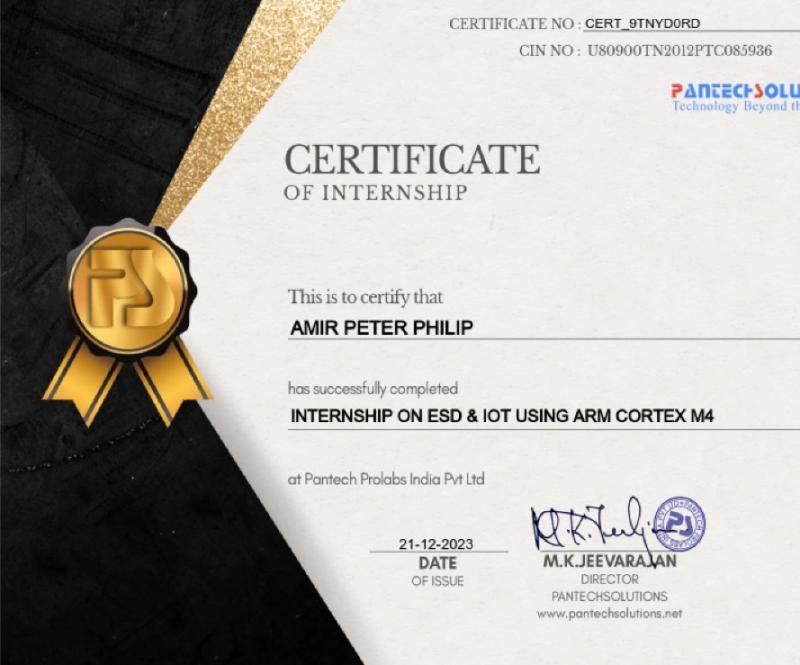 CERTIFICATE NO : CERT_9TNYD0RD
CIN NO : U80900TN2012PTC085936
PANTECHSOLU
Technology Beyond th
CERTIFICATE
OF INTERNSHIP
PS
This is to certify that
AMIR PETER PHILIP
has successfully completed
INTERNSHIP ON ESD & IOT USING ARM CORTEX M4
at Pantech Prolabs India Pvt Ltd
21-12-2023
DATE
OF ISSUE
M.K.JEEVARAJAN
DIRECTOR
PANTECHSOLUTIONS
www.pantechsolutions.net